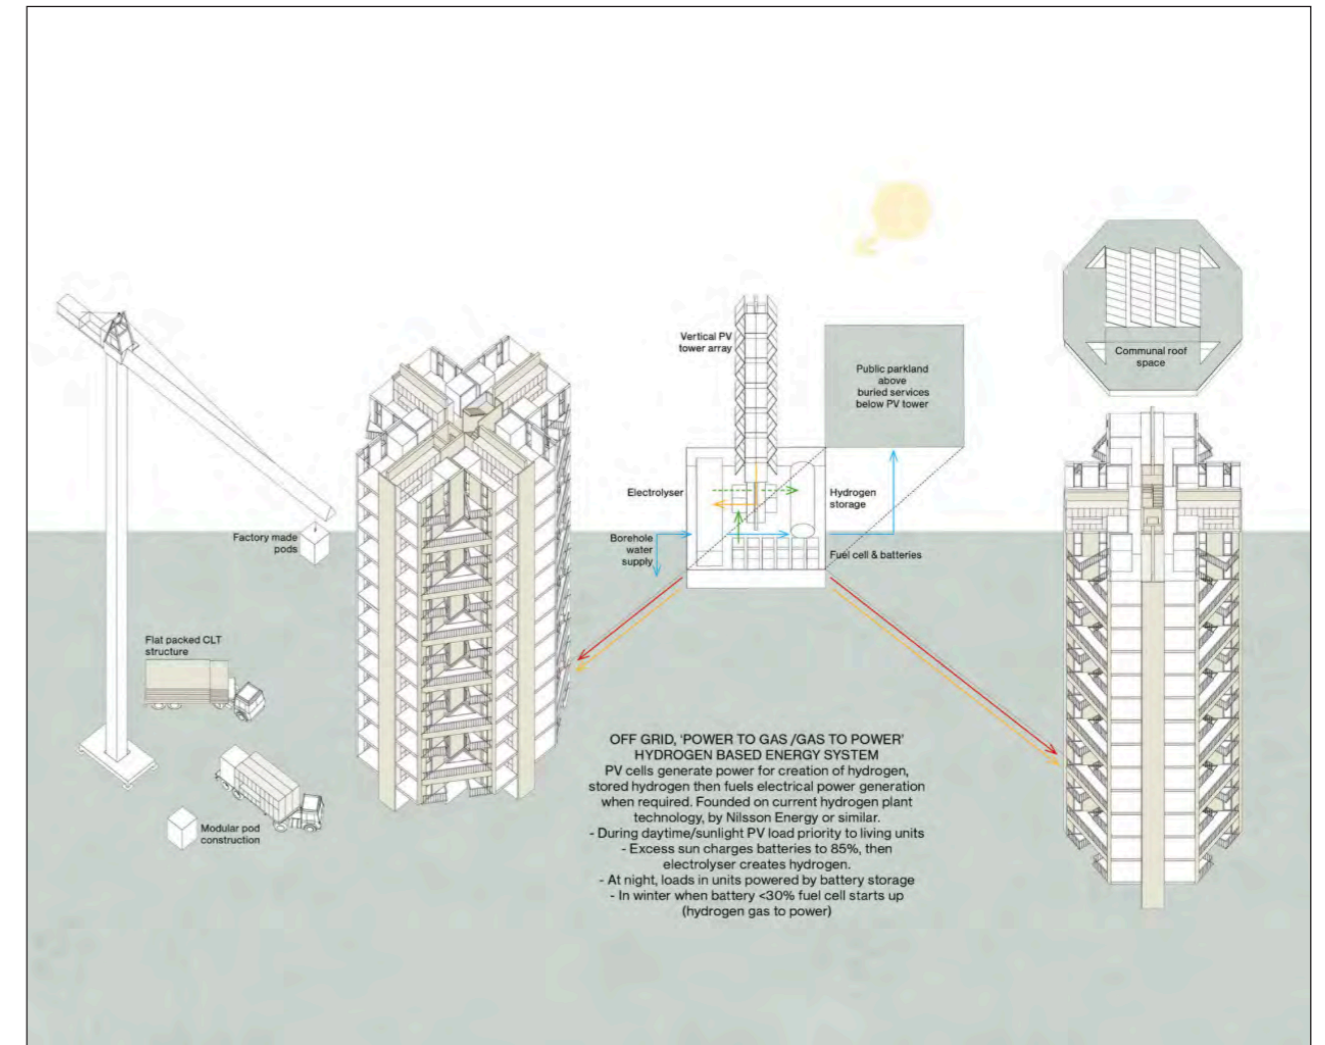 Vertical PV
tower array
Public parkland
above
buried services
below PV tower
Communal roof
space
Electrolyser
Hydrogen
storage
Factory made
pods
Borehole
water
supply
Fuel cell & batteries
Flat packed CLT
structure
Modular pod
construction
OFF GRID, ‘POWER TO GAS /GAS TO POWER’
HYDROGEN BASED ENERGY SYSTEM
PV cells generate power for creation of hydrogen,
stored hydrogen then fuels electrical power generation
when required. Founded on current hydrogen plant
technology, by Nilsson Energy or similar.
- During daytime/sunlight PV load priority to living units
- Excess sun charges batteries to 85%, then
electrolyser creates hydrogen.
- At night, loads in units powered by battery storage
- In winter when battery <30% fuel cell starts up
(hydrogen gas to power)